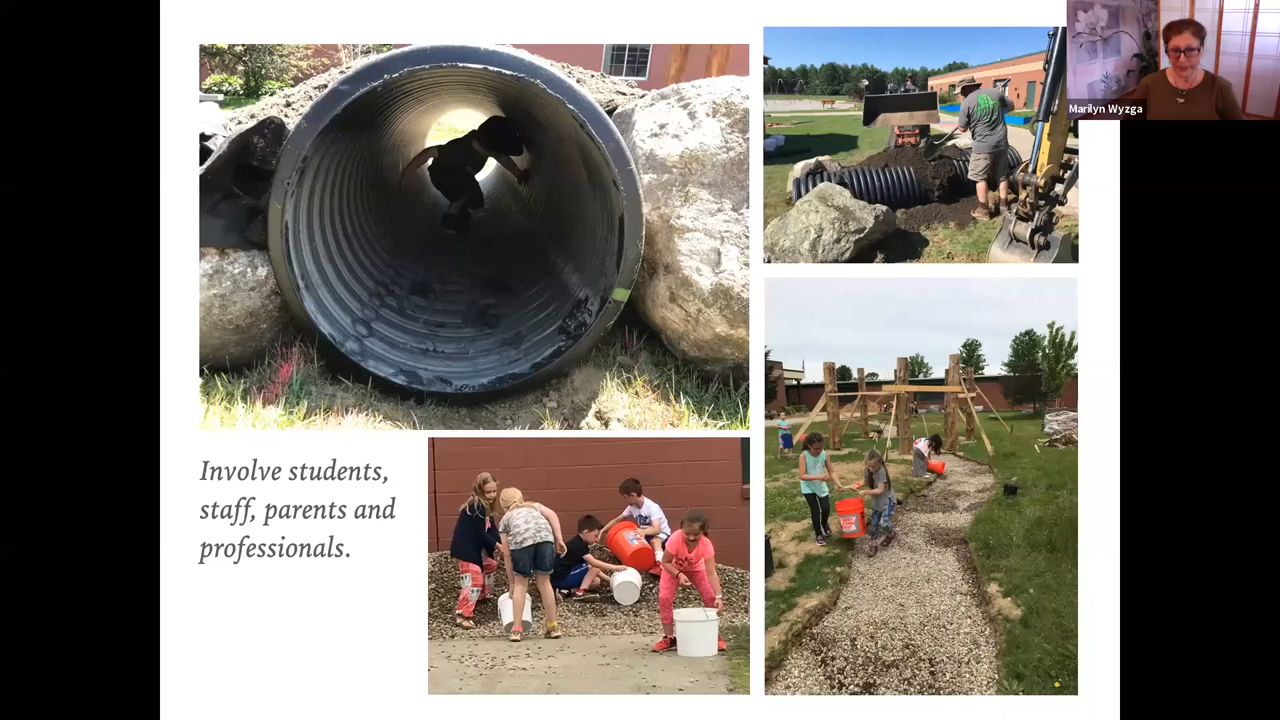 Marilyn Wyzga
Involve students,
staff, parents and
professionals.